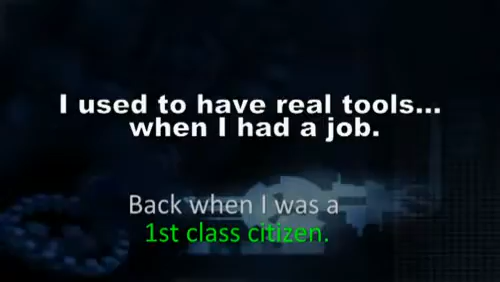 I used to have real tools...
when I had a job.
Back when I was a
1st class citizen.